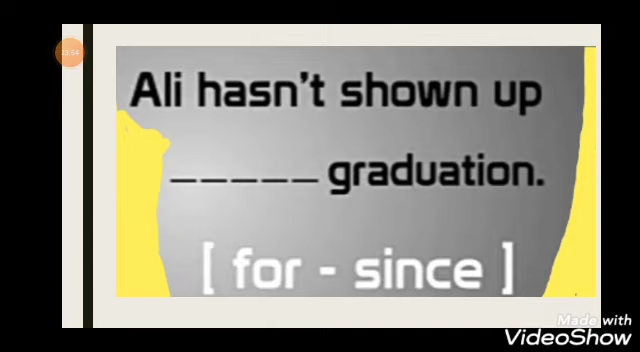 Ali hasn't shown up
_____ graduation.
[ for - since ]
Made with
VideoShow